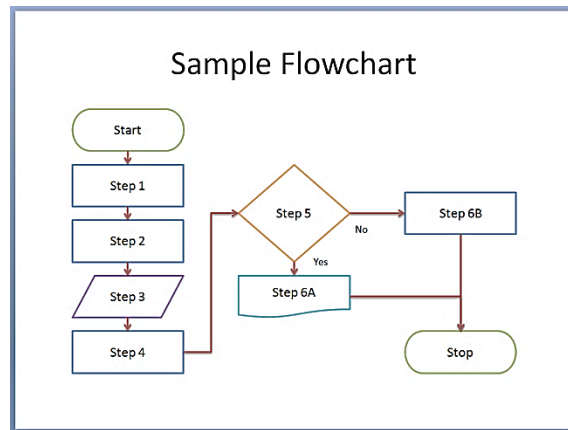 Sample Flowchart
Start
Step 1
Step 2
Step 3
Step 4
Step 5
No
Yes
Step 6A
Step 6B
Stop